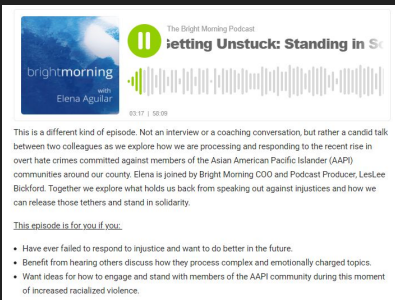 The Bright Morning Podcast
Getting Unstuck: Standing in So
brightmorning
with
Elena Aguilar
03:17 | 58:09
This is a different kind of episode. Not an interview or a coaching conversation, but rather a candid talk
between two colleagues as we explore how we are processing and responding to the recent rise in
overt hate crimes committed against members of the Asian American Pacific Islander (AAPI)
communities around our county. Elena is joined by Bright Morning COO and Podcast Producer, LesLee
Bickford. Together we explore what holds us back from speaking out against injustices and how we
can release those tethers and stand in solidarity.
This episode is for you if you:
• Have ever failed to respond to injustice and want to do better in the future.
• Benefit from hearing others discuss how they process complex and emotionally charged topics.
• Want ideas for how to engage and stand with members of the AAPI community during this moment
of increased racialized violence.